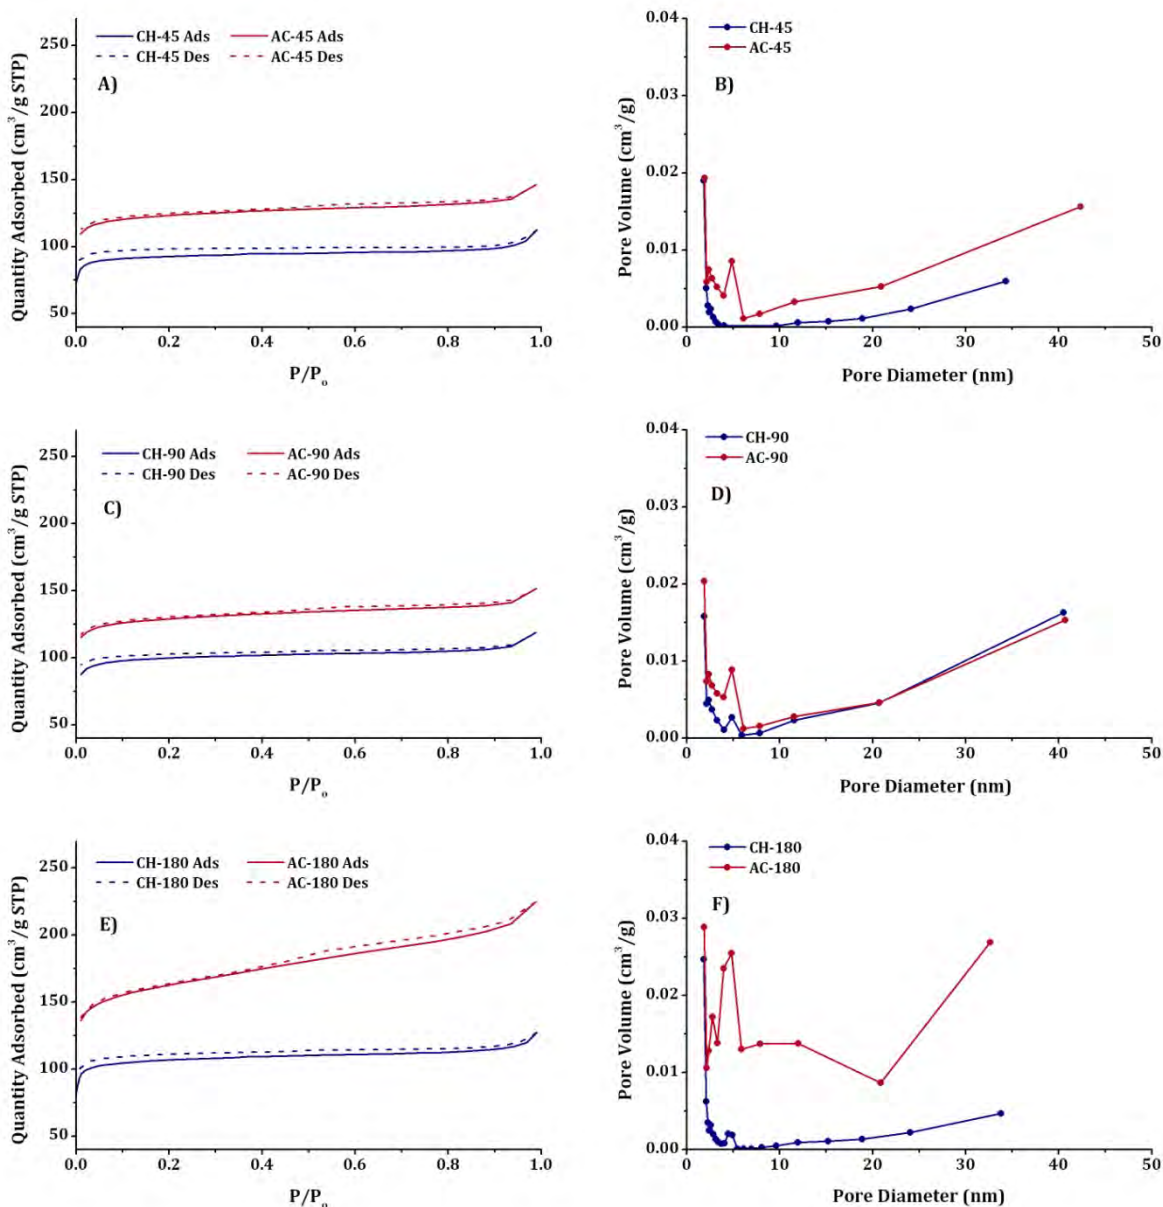 CH-45 Ads AC-45 Ads
CH-45 Des AC-45 Des
A)
Quantity Adsorbed (cm³/g STP)
250
200
150
100
50
0.0 0.2 0.4 0.6 0.8 1.0
P/Pₒ
CH-45
AC-45
B)
Pore Volume (cm³/g)
0.04
0.03
0.02
0.01
0.00
0 10 20 30 40 50
Pore Diameter (nm)
CH-90 Ads AC-90 Ads
CH-90 Des AC-90 Des
C)
Quantity Adsorbed (cm³/g STP)
250
200
150
100
50
0.0 0.2 0.4 0.6 0.8 1.0
P/Pₒ
CH-90
AC-90
D)
Pore Volume (cm³/g)
0.04
0.03
0.02
0.01
0.00
0 10 20 30 40 50
Pore Diameter (nm)
CH-180 Ads AC-180 Ads
CH-180 Des AC-180 Des
E)
Quantity Adsorbed (cm³/g STP)
250
200
150
100
50
0.0 0.2 0.4 0.6 0.8 1.0
P/Pₒ
CH-180
AC-180
F)
Pore Volume (cm³/g)
0.04
0.03
0.02
0.01
0.00
0 10 20 30 40 50
Pore Diameter (nm)